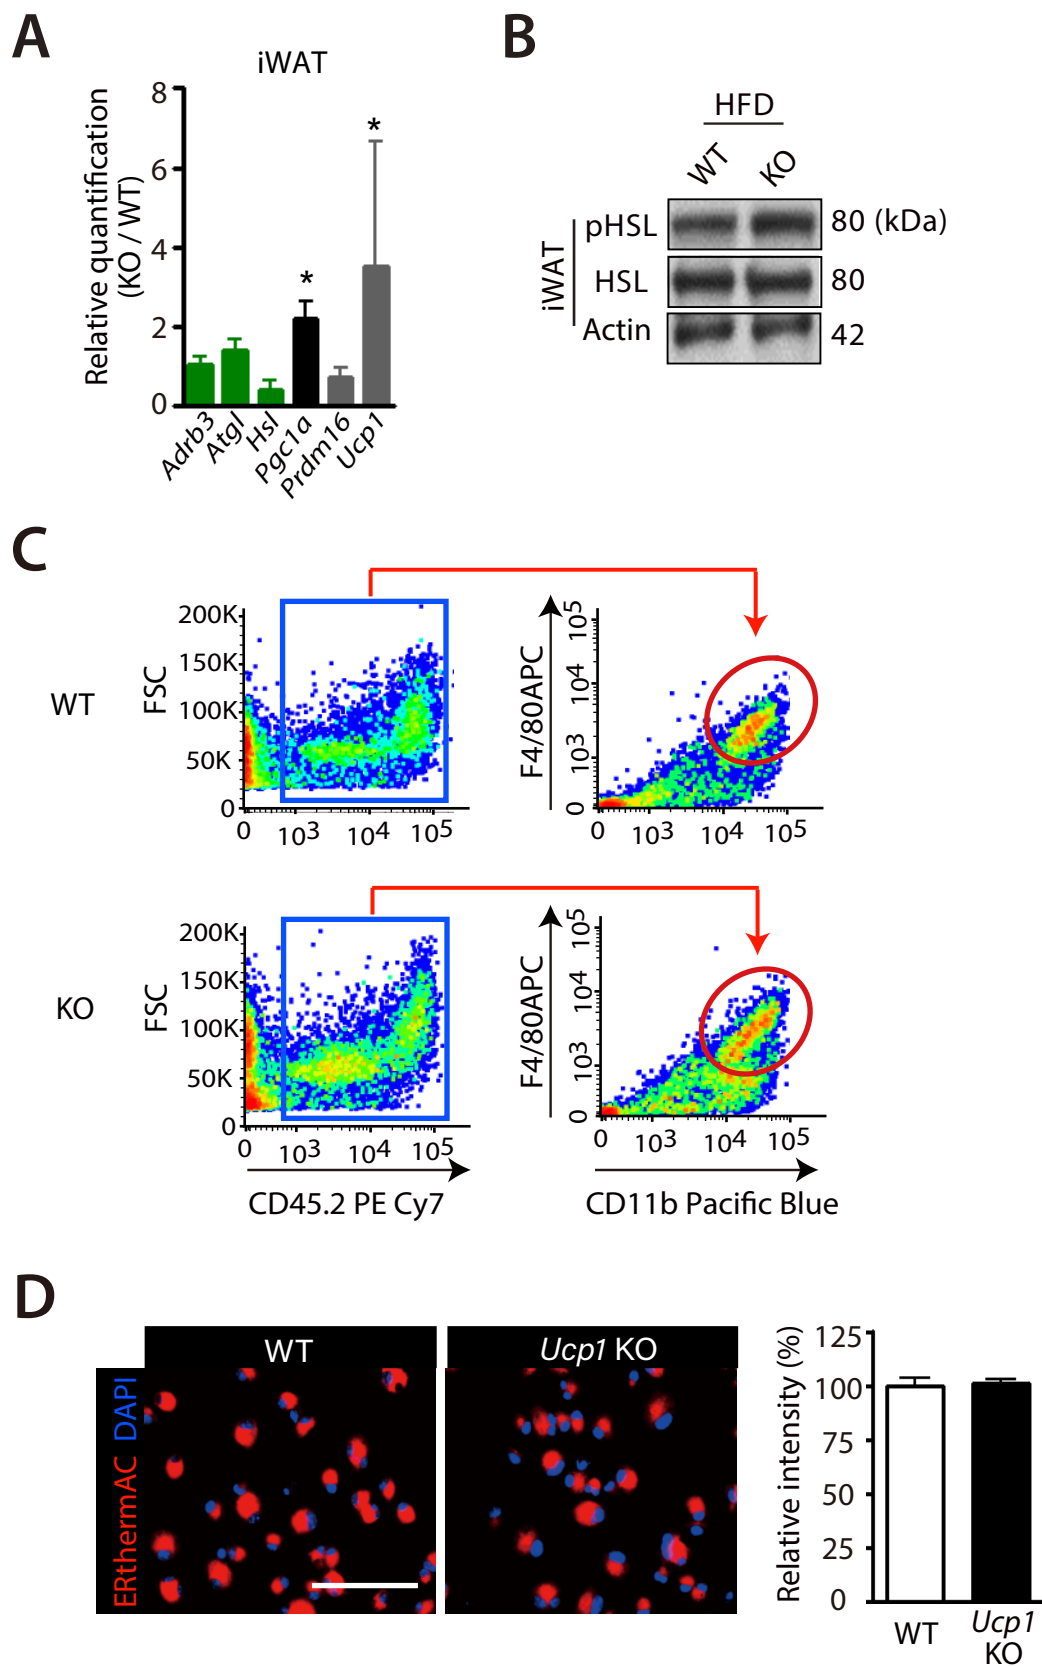 A
iWAT
Relative quantification
(KO / WT)
8
6
4
2
0
*
*
Adrb3
Atgl
Hsl
Pgc1a
Prdm16
Ucp1
B
HFD
WT
KO
iWAT
pHSL
80 (kDa)
HSL
80
Actin
42
C
WT
FSC
200K
150K
100K
50K
0
0
10³
10⁴
10⁵
F4/80APC
10⁵
10⁴
10³
0
0
10³
10⁴
10⁵
KO
FSC
200K
150K
100K
50K
0
0
10³
10⁴
10⁵
CD45.2 PE Cy7
F4/80APC
10⁵
10⁴
10³
0
0
10³
10⁴
10⁵
CD11b Pacific Blue
D
ERthermAC DAPI
WT
Ucp1 KO
Relative intensity (%)
125
100
75
50
25
0
WT
Ucp1
KO